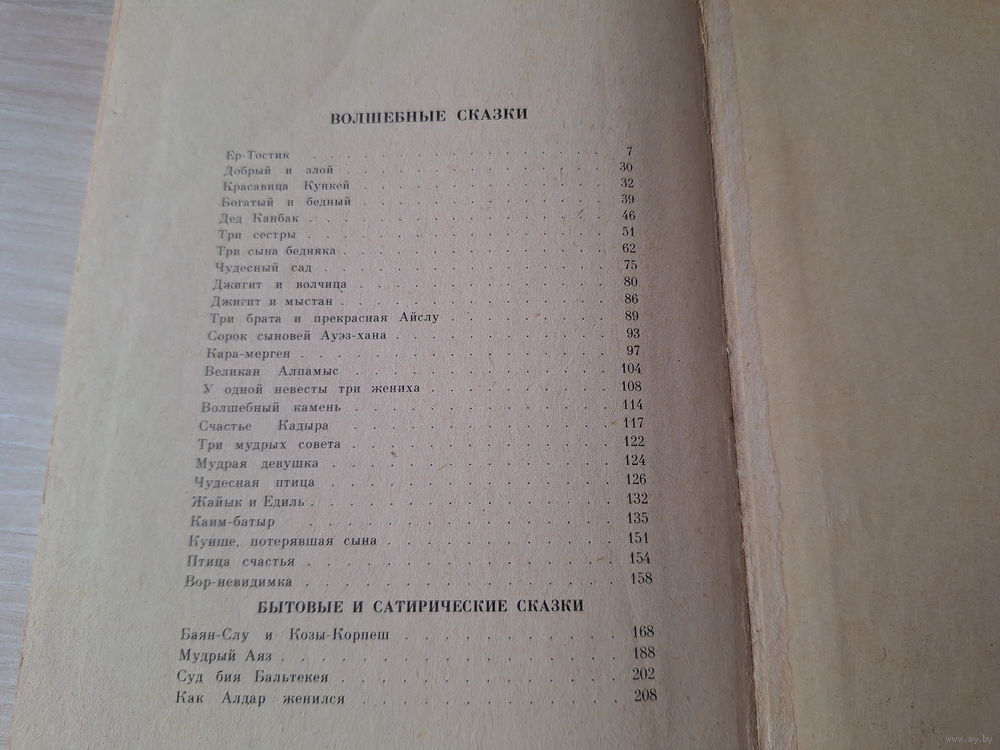 ВОЛШЕБНЫЕ СКАЗКИ
Ер-Тостик . . . . . . . . . . . . 7
Добрый и злой . . . . . . . . . . . . 30
Красавица Кункей . . . . . . . . . . . 32
Богатый и бедный . . . . . . . . . . . 39
Дед Канбак . . . . . . . . . . . . 46
Три сестры . . . . . . . . . . . . 51
Три сына бедняка . . . . . . . . . . . 62
Чудесный сад . . . . . . . . . . . . 75
Джигит и волчица . . . . . . . . . . . 80
Джигит и мыстан . . . . . . . . . . . 86
Три брата и прекрасная Айслу . . . . . . . . 89
Сорок сыновей Ауэз-хана . . . . . . . . . 93
Кара-мерген . . . . . . . . . . . . 97
Великан Алпамыс . . . . . . . . . . . 104
У одной невесты три жениха . . . . . . . . 108
Волшебный камень . . . . . . . . . . . 114
Счастье Кадыра . . . . . . . . . . . 117
Три мудрых совета . . . . . . . . . . . 122
Мудрая девушка . . . . . . . . . . . 124
Чудесная птица . . . . . . . . . . . 126
Жайык и Едиль . . . . . . . . . . . . 132
Каим-батыр . . . . . . . . . . . . 135
Кунше, потерявшая сына . . . . . . . . . 151
Птица счастья . . . . . . . . . . . . 154
Вор-невидимка . . . . . . . . . . . . 158
БЫТОВЫЕ И САТИРИЧЕСКИЕ СКАЗКИ
Баян-Слу и Козы-Корпеш . . . . . . . . . 168
Мудрый Аяз . . . . . . . . . . . . 188
Суд бия Бальтекея . . . . . . . . . . . 202
Как Алдар женился . . . . . . . . . . . 208
www.ay.by